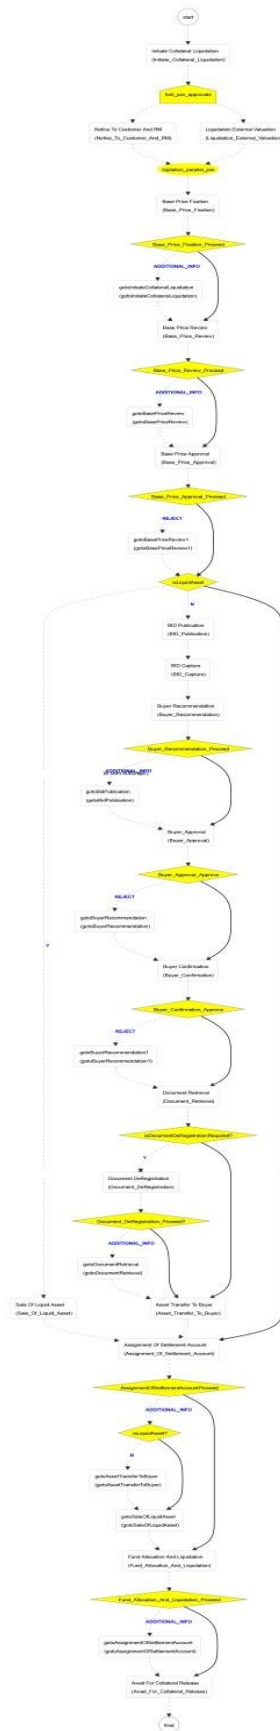 start
Initiate Collateral Liquidation
(Initiate_Collateral_Liquidation)
Notice To Customer And RM
(Notice_To_Customer_And_RM)
Liquidation External Valuation
(Liquidation_External_Valuation)
liquidation_parallel_join
Base Price Fixation
(Base_Price_Fixation)
Base_Price_Fixation_Proceed
ADDITIONAL_INFO
gotoInitiateCollateralLiquidation
(gotoInitiateCollateralLiquidation)
Base Price Review
(Base_Price_Review)
Base_Price_Review_Proceed
ADDITIONAL_INFO
gotoBasePriceReview
(gotoBasePriceReview)
Base Price Approval
(Base_Price_Approval)
Base_Price_Approval_Proceed
REJECT
gotoBasePriceReview1
(gotoBasePriceReview1)
isLiquidAsset
N
BID Publication
(BID_Publication)
BID Capture
(BID_Capture)
Buyer Recommendation
(Buyer_Recommendation)
Buyer_Recommendation_Proceed
ADDITIONAL_INFO
gotoBidPublication
(gotoBidPublication)
Buyer_Approval
(Buyer_Approval)
Buyer_Approval_Approve
REJECT
gotoBuyerRecommendation
(gotoBuyerRecommendation)
Y
Buyer Confirmation
(Buyer_Confirmation)
Buyer_Confirmation_Approve
REJECT
gotoBuyerRecommendation1
(gotoBuyerRecommendation1)
Document Retrieval
(Document_Retrieval)
isDocumentDeRegistrationRequired?
Y
Document DeRegistration
(Document_DeRegistration)
Document_DeRegistration_Proceed?
ADDITIONAL_INFO
gotoDocumentRetrieval
(gotoDocumentRetrieval)
Sale Of Liquid Asset
(Sale_Of_Liquid_Asset)
Asset Transfer To Buyer
(Asset_Transfer_To_Buyer)
Assignment Of Settlement Account
(Assignment_Of_Settlement_Account)
AssignmentOfSettlementAccountProceed
ADDITIONAL_INFO
isLiquidAsset?
N
gotoAssetTransferToBuyer
(gotoAssetTransferToBuyer)
gotoSaleOfLiquidAsset
(gotoSaleOfLiquidAsset)
Fund Allocation And Liquidation
(Fund_Allocation_And_Liquidation)
Fund_Allocation_And_Liquidation_Proceed
ADDITIONAL_INFO
gotoAssignmentOfSettlementAccount
(gotoAssignmentOfSettlementAccount)
Await For Collateral Release
(Await_For_Collateral_Release)
final